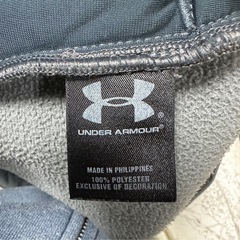 UNDER ARMOUR
MADE IN PHILIPPINES
100% POLYESTER
EXCLUSIVE OF DECORATION